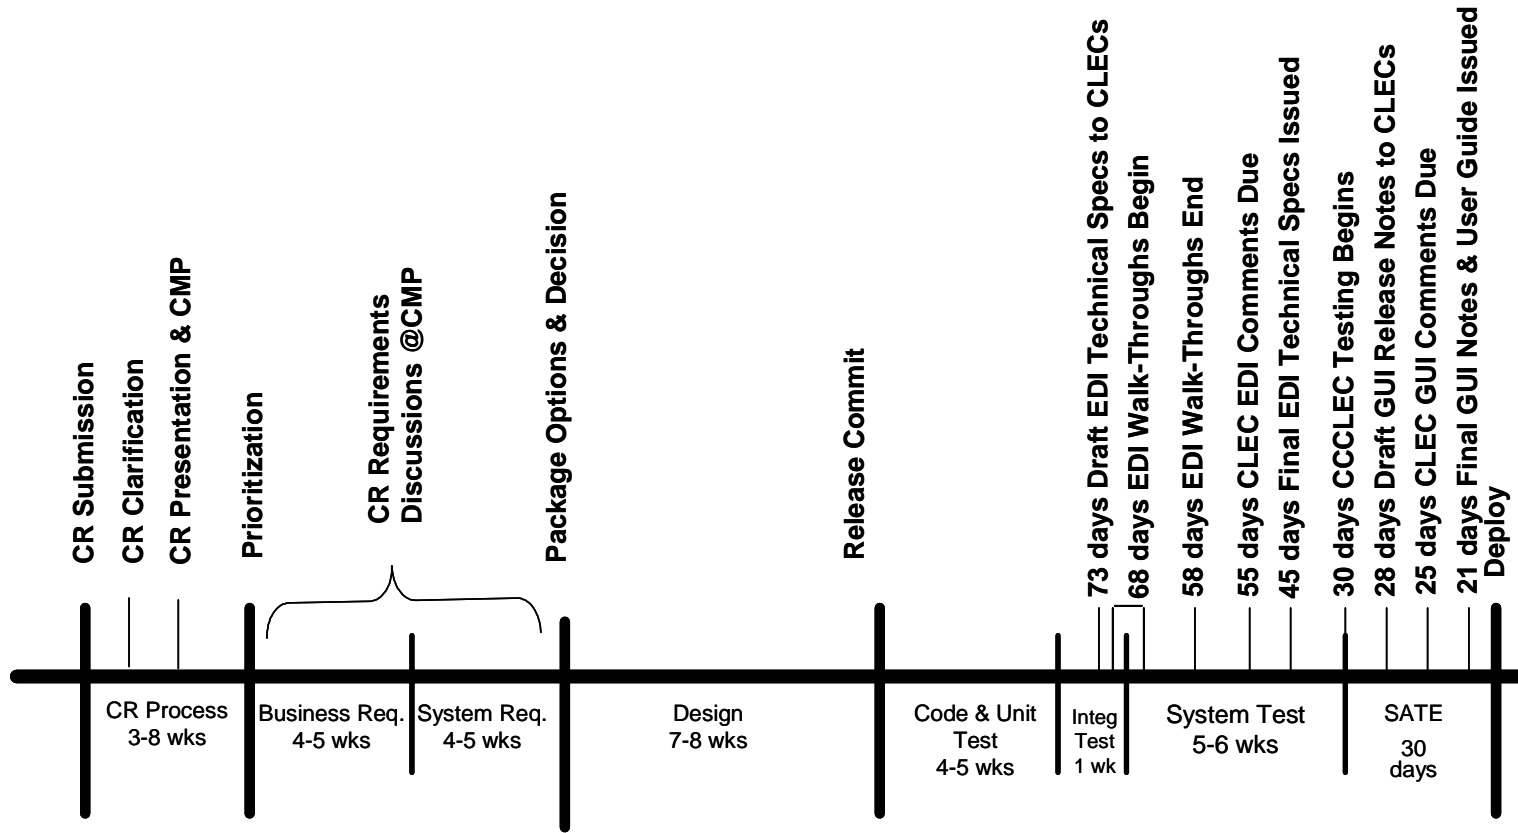 CR Submission
CR Clarification
CR Presentation & CMP
Prioritization
CR Requirements
Discussions @CMP
Package Options & Decision
Release Commit
73 days Draft EDI Technical Specs to CLECs
68 days EDI Walk-Throughs Begin
58 days EDI Walk-Throughs End
55 days CLEC EDI Comments Due
45 days Final EDI Technical Specs Issued
30 days CCCLEC Testing Begins
28 days Draft GUI Release Notes to CLECs
25 days CLEC GUI Comments Due
21 days Final GUI Notes & User Guide Issued
Deploy
CR Process
3-8 wks
Business Req.
4-5 wks
System Req.
4-5 wks
Design
7-8 wks
Code & Unit
Test
4-5 wks
Integ
Test
1 wk
System Test
5-6 wks
SATE
30
days